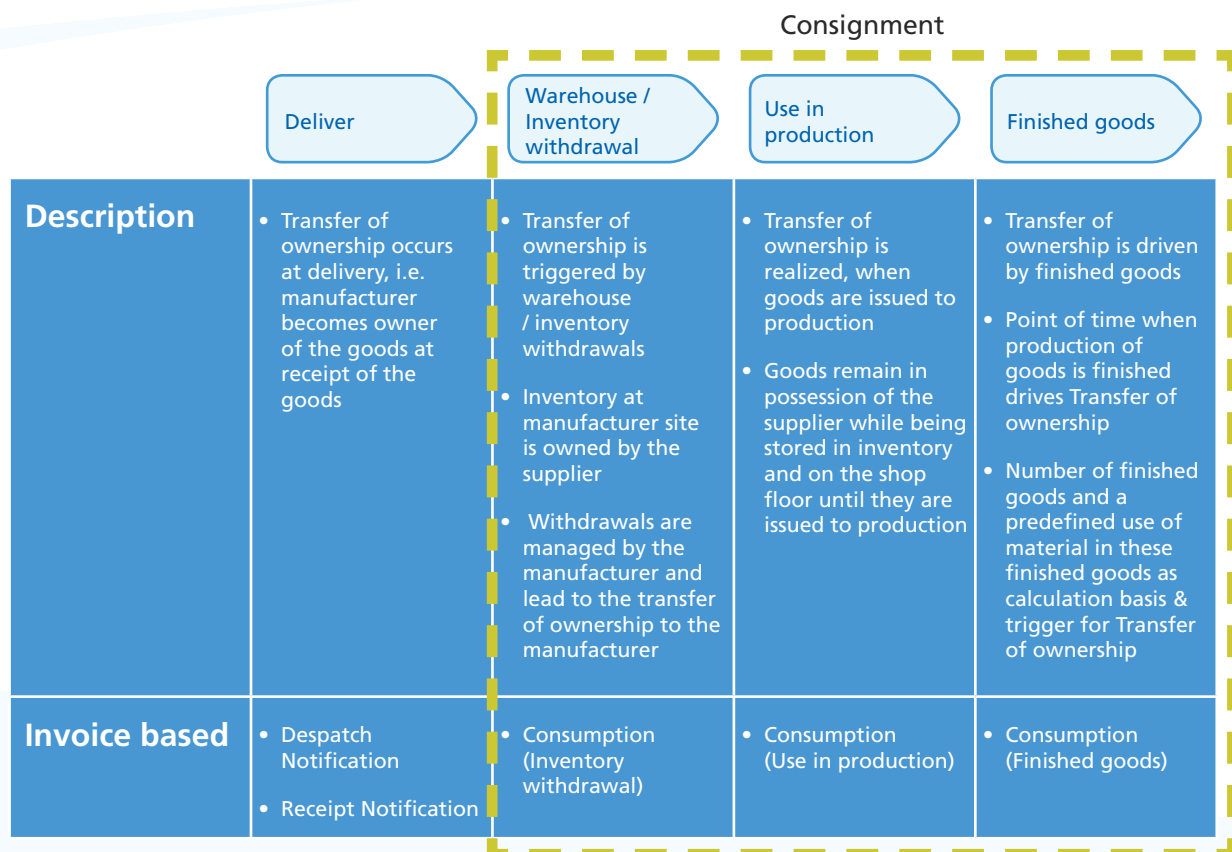 Consignment
Deliver
Warehouse /
Inventory
withdrawal
Use in
production
Finished goods
Description
• Transfer of
ownership occurs
at delivery, i.e.
manufacturer
becomes owner
of the goods at
receipt of the
goods
• Transfer of
ownership is
triggered by
warehouse
/ inventory
withdrawals
• Inventory at
manufacturer site
is owned by the
supplier
• Withdrawals are
managed by the
manufacturer and
lead to the transfer
of ownership to the
manufacturer
• Transfer of
ownership is
realized, when
goods are issued to
production
• Goods remain in
possession of the
supplier while being
stored in inventory
and on the shop
floor until they are
issued to production
• Transfer of
ownership is driven
by finished goods
• Point of time when
production of
goods is finished
drives Transfer of
ownership
• Number of finished
goods and a
predefined use of
material in these
finished goods as
calculation basis &
trigger for Transfer
of ownership
Invoice based
• Despatch
Notification
• Receipt Notification
• Consumption
(Inventory
withdrawal)
• Consumption
(Use in production)
• Consumption
(Finished goods)